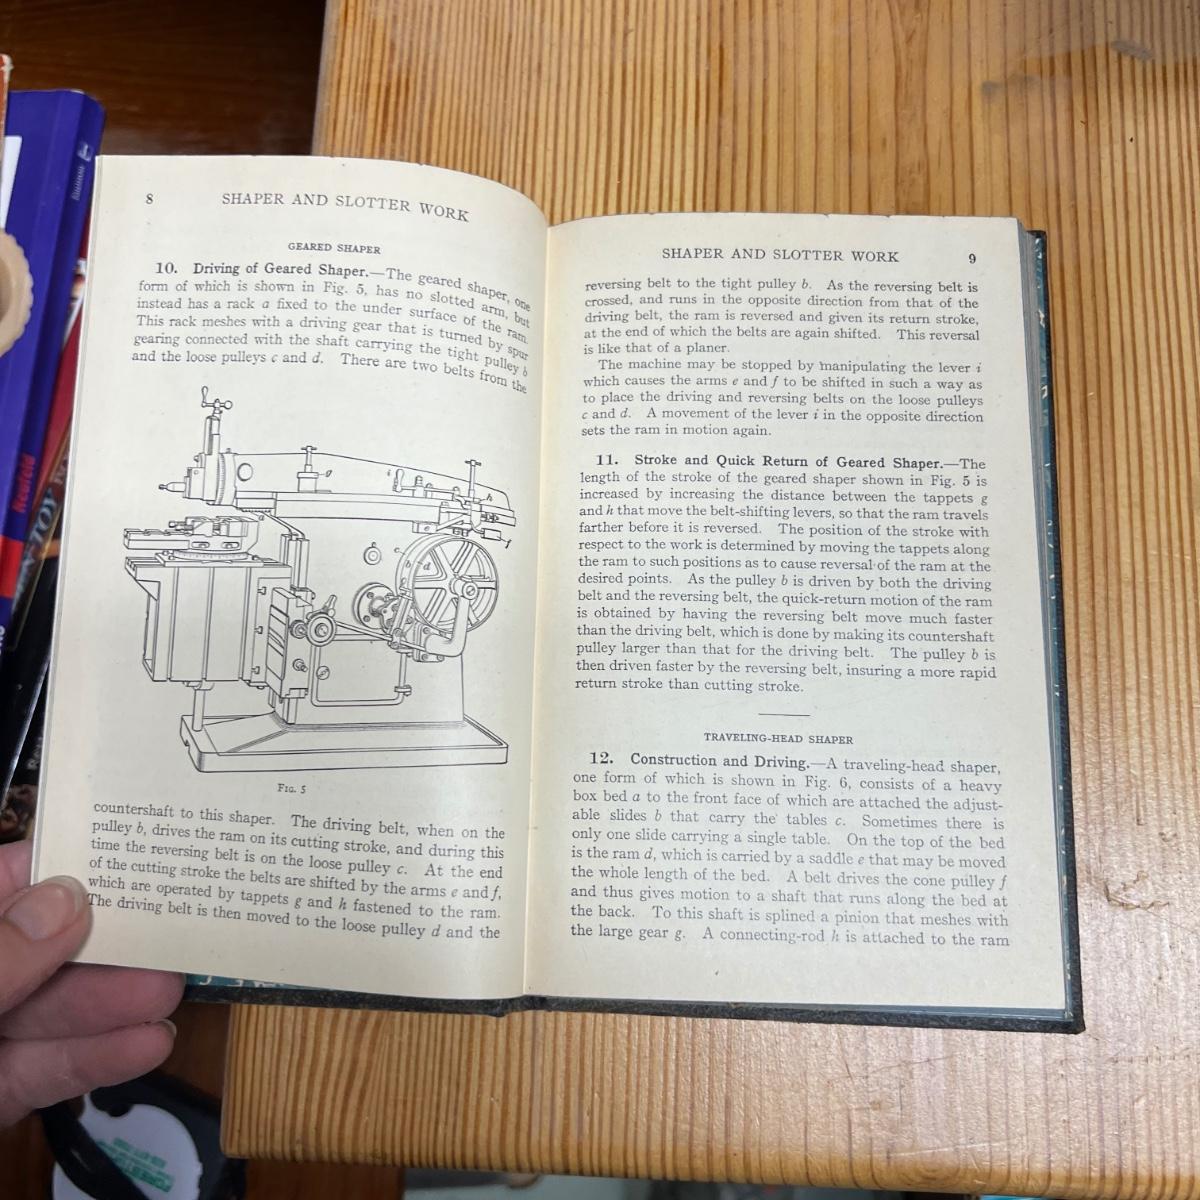 8 SHAPER AND SLOTTER WORK
GEARED SHAPER
10. Driving of Geared Shaper.—The geared shaper, one
form of which is shown in Fig. 5, has no slotted arm, but
instead has a rack a fixed to the under surface of the ram.
This rack meshes with a driving gear that is turned by spur
gearing connected with the shaft carrying the tight pulley b
and the loose pulleys c and d. There are two belts from the
g
i
h
f
e
b
c
d
FIG. 5
countershaft to this shaper. The driving belt, when on the
pulley b, drives the ram on its cutting stroke, and during this
time the reversing belt is on the loose pulley c. At the end
of the cutting stroke the belts are shifted by the arms e and f,
which are operated by tappets g and h fastened to the ram.
The driving belt is then moved to the loose pulley d and the
SHAPER AND SLOTTER WORK 9
reversing belt to the tight pulley b. As the reversing belt is
crossed, and runs in the opposite direction from that of the
driving belt, the ram is reversed and given its return stroke,
at the end of which the belts are again shifted. This reversal
is like that of a planer.
The machine may be stopped by manipulating the lever i
which causes the arms e and f to be shifted in such a way as
to place the driving and reversing belts on the loose pulleys
c and d. A movement of the lever i in the opposite direction
sets the ram in motion again.
11. Stroke and Quick Return of Geared Shaper.—The
length of the stroke of the geared shaper shown in Fig. 5 is
increased by increasing the distance between the tappets g
and h that move the belt-shifting levers, so that the ram travels
farther before it is reversed. The position of the stroke with
respect to the work is determined by moving the tappets along
the ram to such positions as to cause reversal of the ram at the
desired points. As the pulley b is driven by both the driving
belt and the reversing belt, the quick-return motion of the ram
is obtained by having the reversing belt move much faster
than the driving belt, which is done by making its countershaft
pulley larger than that for the driving belt. The pulley b is
then driven faster by the reversing belt, insuring a more rapid
return stroke than cutting stroke.
TRAVELING-HEAD SHAPER
12. Construction and Driving.—A traveling-head shaper,
one form of which is shown in Fig. 6, consists of a heavy
box bed a to the front face of which are attached the adjust-
able slides b that carry the tables c. Sometimes there is
only one slide carrying a single table. On the top of the bed
is the ram d, which is carried by a saddle e that may be moved
the whole length of the bed. A belt drives the cone pulley f
and thus gives motion to a shaft that runs along the bed at
the back. To this shaft is splined a pinion that meshes with
the large gear g. A connecting-rod h is attached to the ram